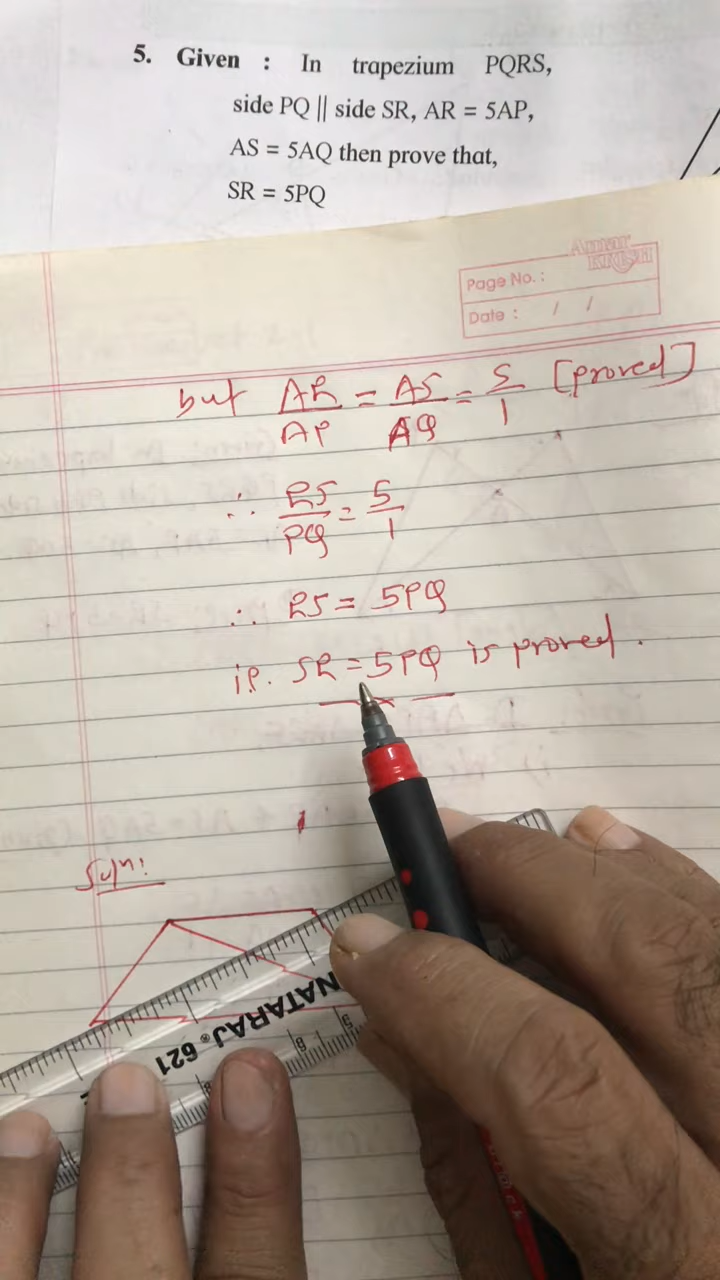 5. Given : In trapezium PQRS,
side PQ || side SR, AR = 5AP,
AS = 5AQ then prove that,
SR = 5PQ
Amar
KRISH
Page No. :
Date : / /
but AR/AP = AS/AQ = 5/1 [proved]
∴ RS/PQ = 5/1
∴ RS = 5PQ
i.e. SR = 5PQ is proved.
Soln:
NATARAJ® 621